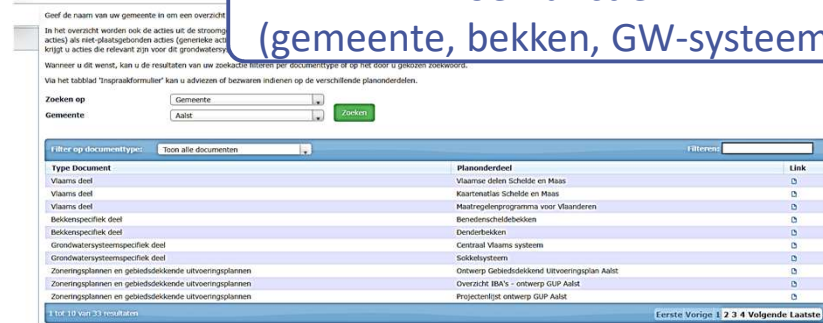 (gemeente, bekken, GW-systeem
Geef de naam van uw gemeente in om een overzicht
In het overzicht worden ook de acties uit de stroomg
acties) als niet-plaatsgebonden acties (generieke acti
krijgt u acties die relevant zijn voor dit grondwatersy
Wanneer u dit wenst, kan u de resultaten van uw zoekactie filteren per documenttype of op het door u gekozen zoekwoord.
Via het tabblad 'Inspraakformulier' kan u adviezen of bezwaren indienen op de verschillende planonderdelen.
Zoeken op Gemeente
Gemeente Aalst Zoeken
Filter op documenttype: Toon alle documenten Filteren:
Type Document Planonderdeel Link
Vlaams deel Vlaamse delen Schelde en Maas
Vlaams deel Kaartenatlas Schelde en Maas
Vlaams deel Maatregelenprogramma voor Vlaanderen
Bekkenspecifiek deel Benedenscheldebekken
Bekkenspecifiek deel Denderbekken
Grondwatersysteemspecifiek deel Centraal Vlaams systeem
Grondwatersysteemspecifiek deel Sokkelsysteem
Zoneringsplannen en gebiedsdekkende uitvoeringsplannen Ontwerp Gebiedsdekkend Uitvoeringsplan Aalst
Zoneringsplannen en gebiedsdekkende uitvoeringsplannen Overzicht IBA's - ontwerp GUP Aalst
Zoneringsplannen en gebiedsdekkende uitvoeringsplannen Projectenlijst ontwerp GUP Aalst
1 tot 10 van 33 resultaten Eerste Vorige 1 2 3 4 Volgende Laatste